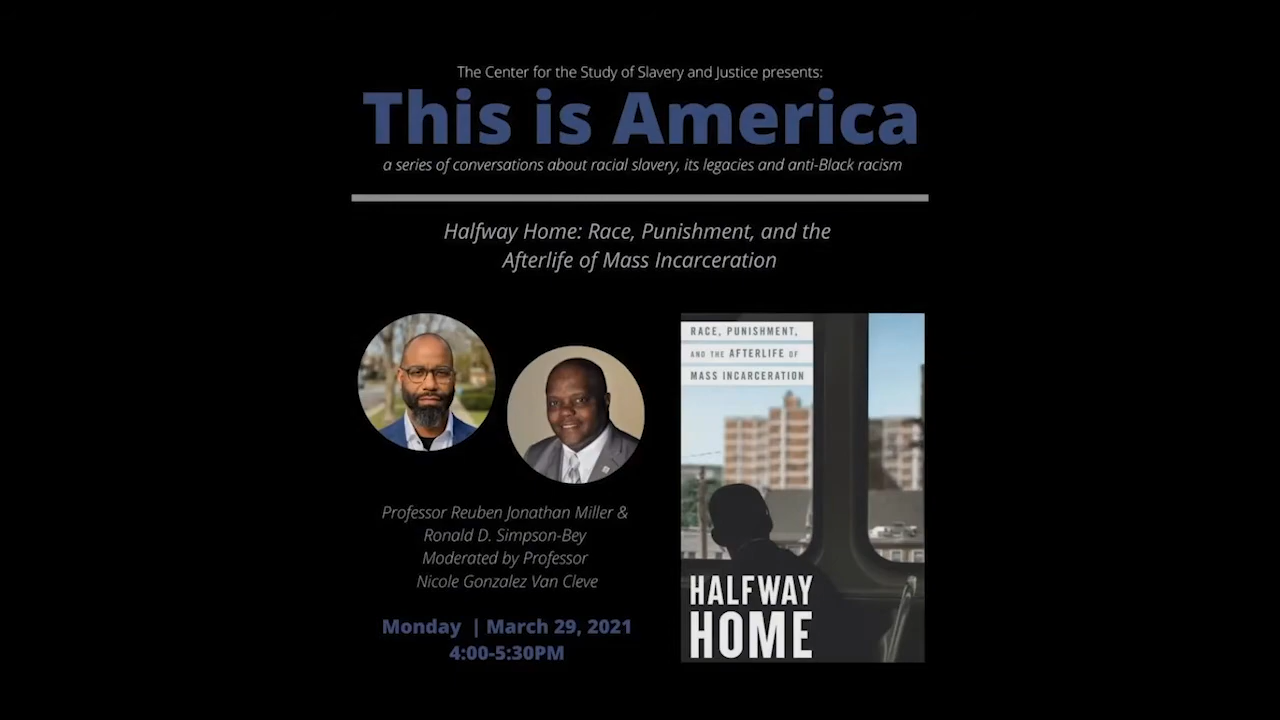 The Center for the Study of Slavery and Justice presents:
This is America
a series of conversations about racial slavery, its legacies and anti-Black racism
Halfway Home: Race, Punishment, and the
Afterlife of Mass Incarceration
Professor Reuben Jonathan Miller &
Ronald D. Simpson-Bey
Moderated by Professor
Nicole Gonzalez Van Cleve
Monday | March 29, 2021
4:00-5:30PM
RACE, PUNISHMENT,
AND THE AFTERLIFE OF
MASS INCARCERATION
HALFWAY
HOME